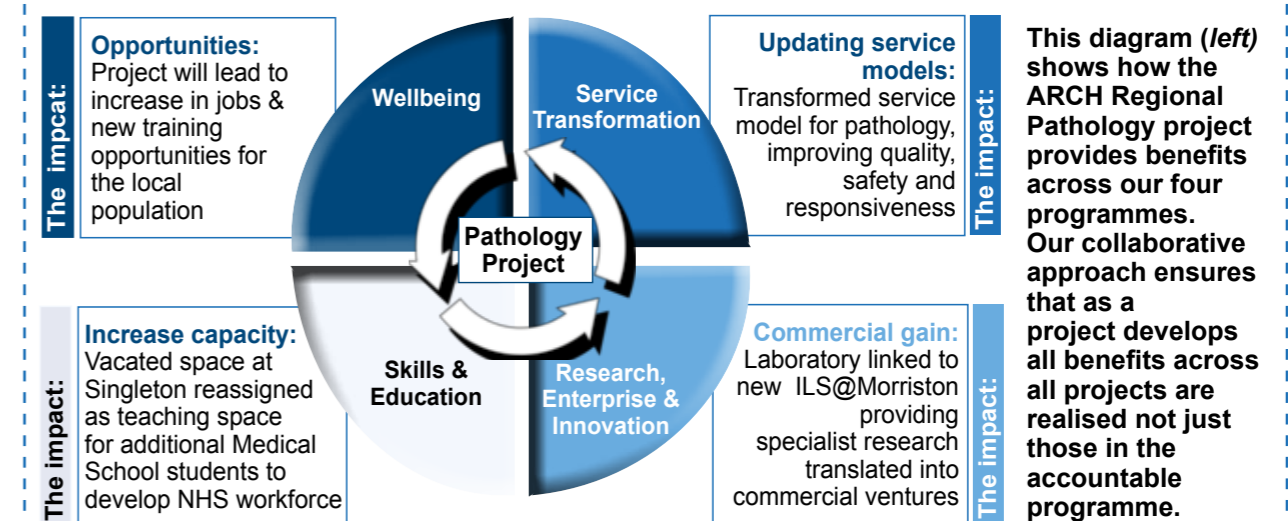 The impcat:
Opportunities:
Project will lead to
increase in jobs &
new training
opportunities for
the local
population
Wellbeing
Service
Transformation
Updating service
models:
Transformed service
model for pathology,
improving quality,
safety and
responsiveness
The impact:
Pathology
Project
The impact:
Increase capacity:
Vacated space at
Singleton reassigned
as teaching space
for additional Medical
School students to
develop NHS workforce
Skills &
Education
Research,
Enterprise &
Innovation
Commercial gain:
Laboratory linked to
new ILS@Morriston
providing
specialist research
translated into
commercial ventures
The impact:
This diagram (left)
shows how the
ARCH Regional
Pathology project
provides benefits
across our four
programmes.
Our collaborative
approach ensures
that as a
project develops
all benefits across
all projects are
realised not just
those in the
accountable
programme.